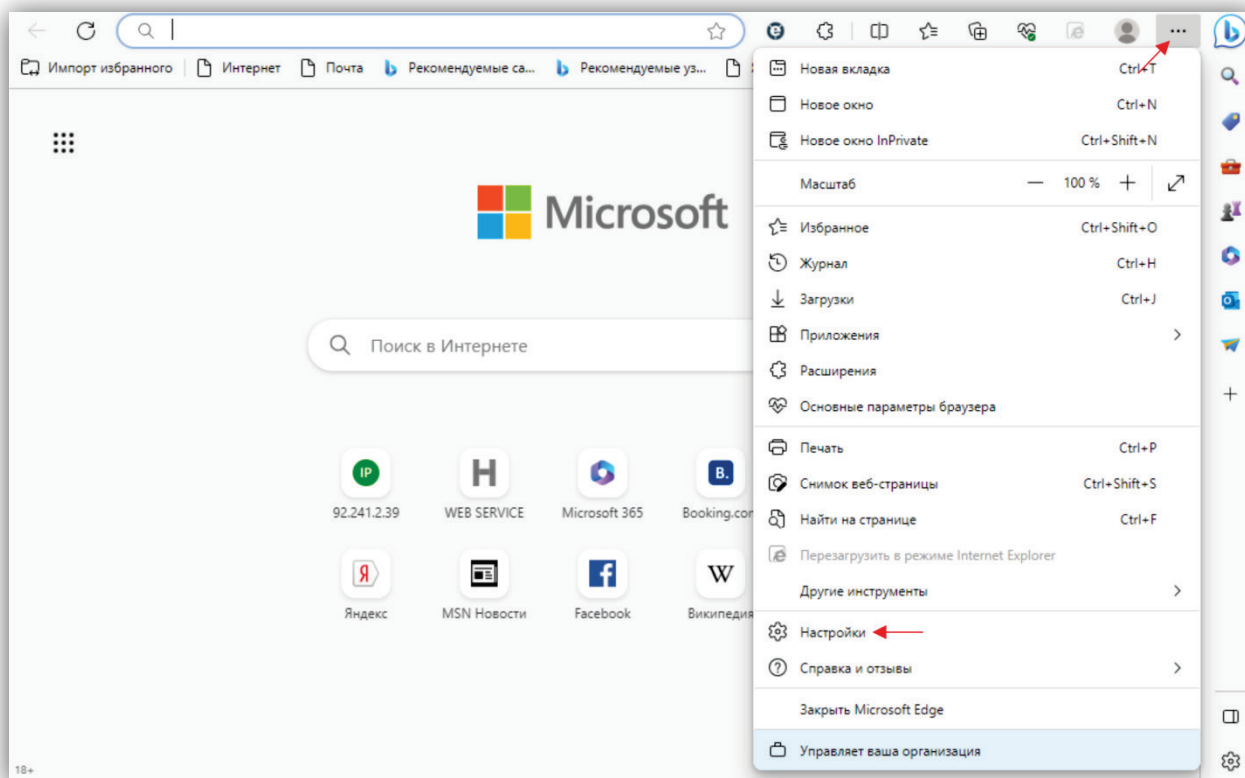 Импорт избранного
Интернет
Почта
Рекомендуемые са...
Рекомендуемые уз...
Новая вкладка Ctrl+T
Новое окно Ctrl+N
Новое окно InPrivate Ctrl+Shift+N
Масштаб 100 %
Избранное Ctrl+Shift+O
Журнал Ctrl+H
Загрузки Ctrl+J
Приложения
Расширения
Основные параметры браузера
Печать Ctrl+P
Снимок веб-страницы Ctrl+Shift+S
Найти на странице Ctrl+F
Перезагрузить в режиме Internet Explorer
Другие инструменты
Настройки
Справка и отзывы
Закрыть Microsoft Edge
Управляет ваша организация
Microsoft
Поиск в Интернете
IP
H
B.
92.241.2.39
WEB SERVICE
Microsoft 365
Booking.com
Я
f
W
Яндекс
MSN Новости
Facebook
Википедия
18+